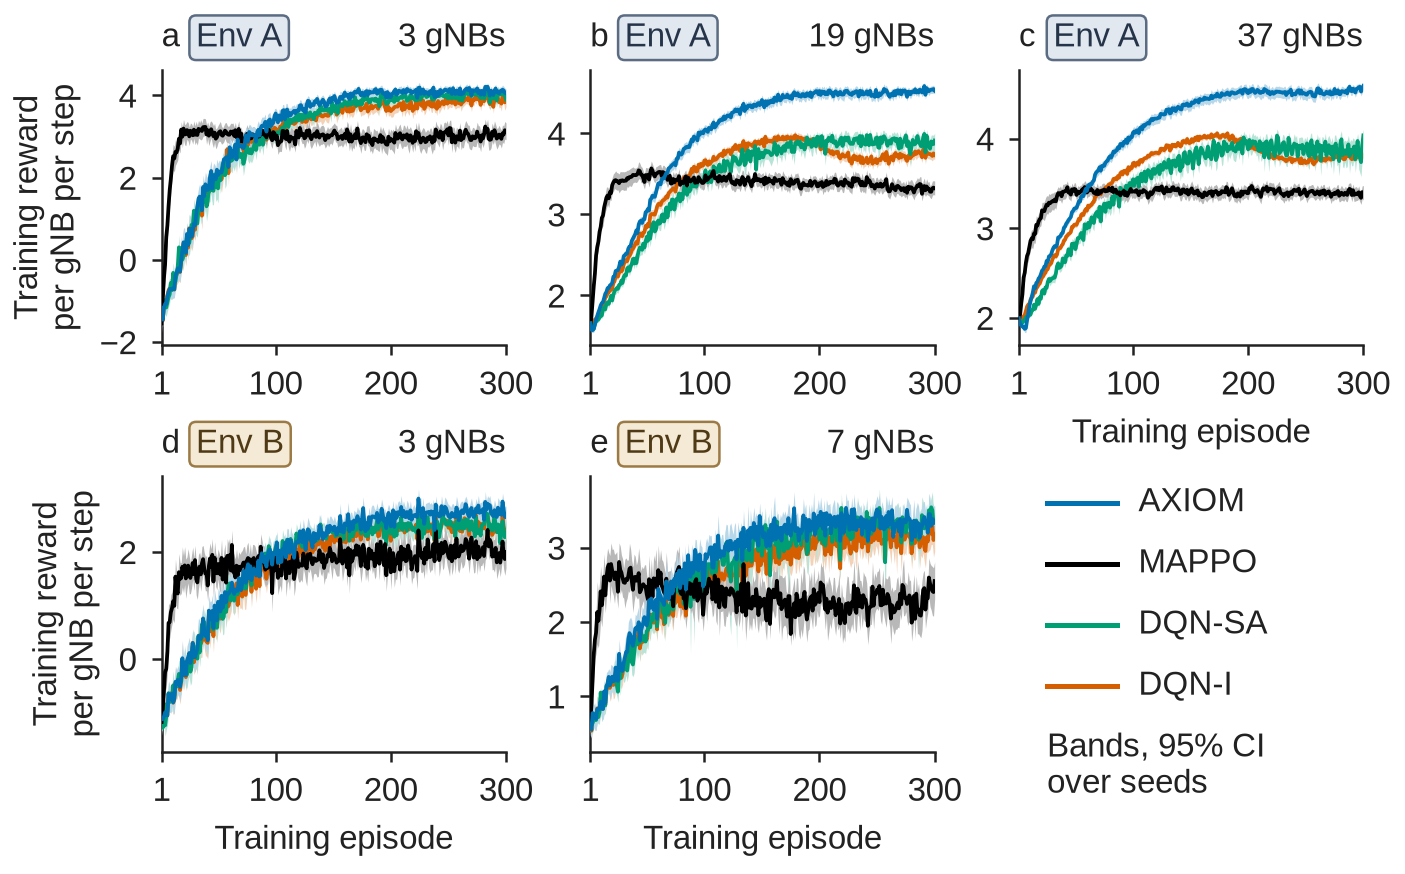 a Env A 3 gNBs
b Env A 19 gNBs
c Env A 37 gNBs
Training reward
per gNB per step
4
2
0
−2
1 100 200 300
4
3
2
1 100 200 300
4
3
2
1 100 200 300
Training episode
d Env B 3 gNBs
e Env B 7 gNBs
Training reward
per gNB per step
2
0
1 100 200 300
Training episode
3
2
1
1 100 200 300
Training episode
AXIOM
MAPPO
DQN-SA
DQN-I
Bands, 95% CI
over seeds